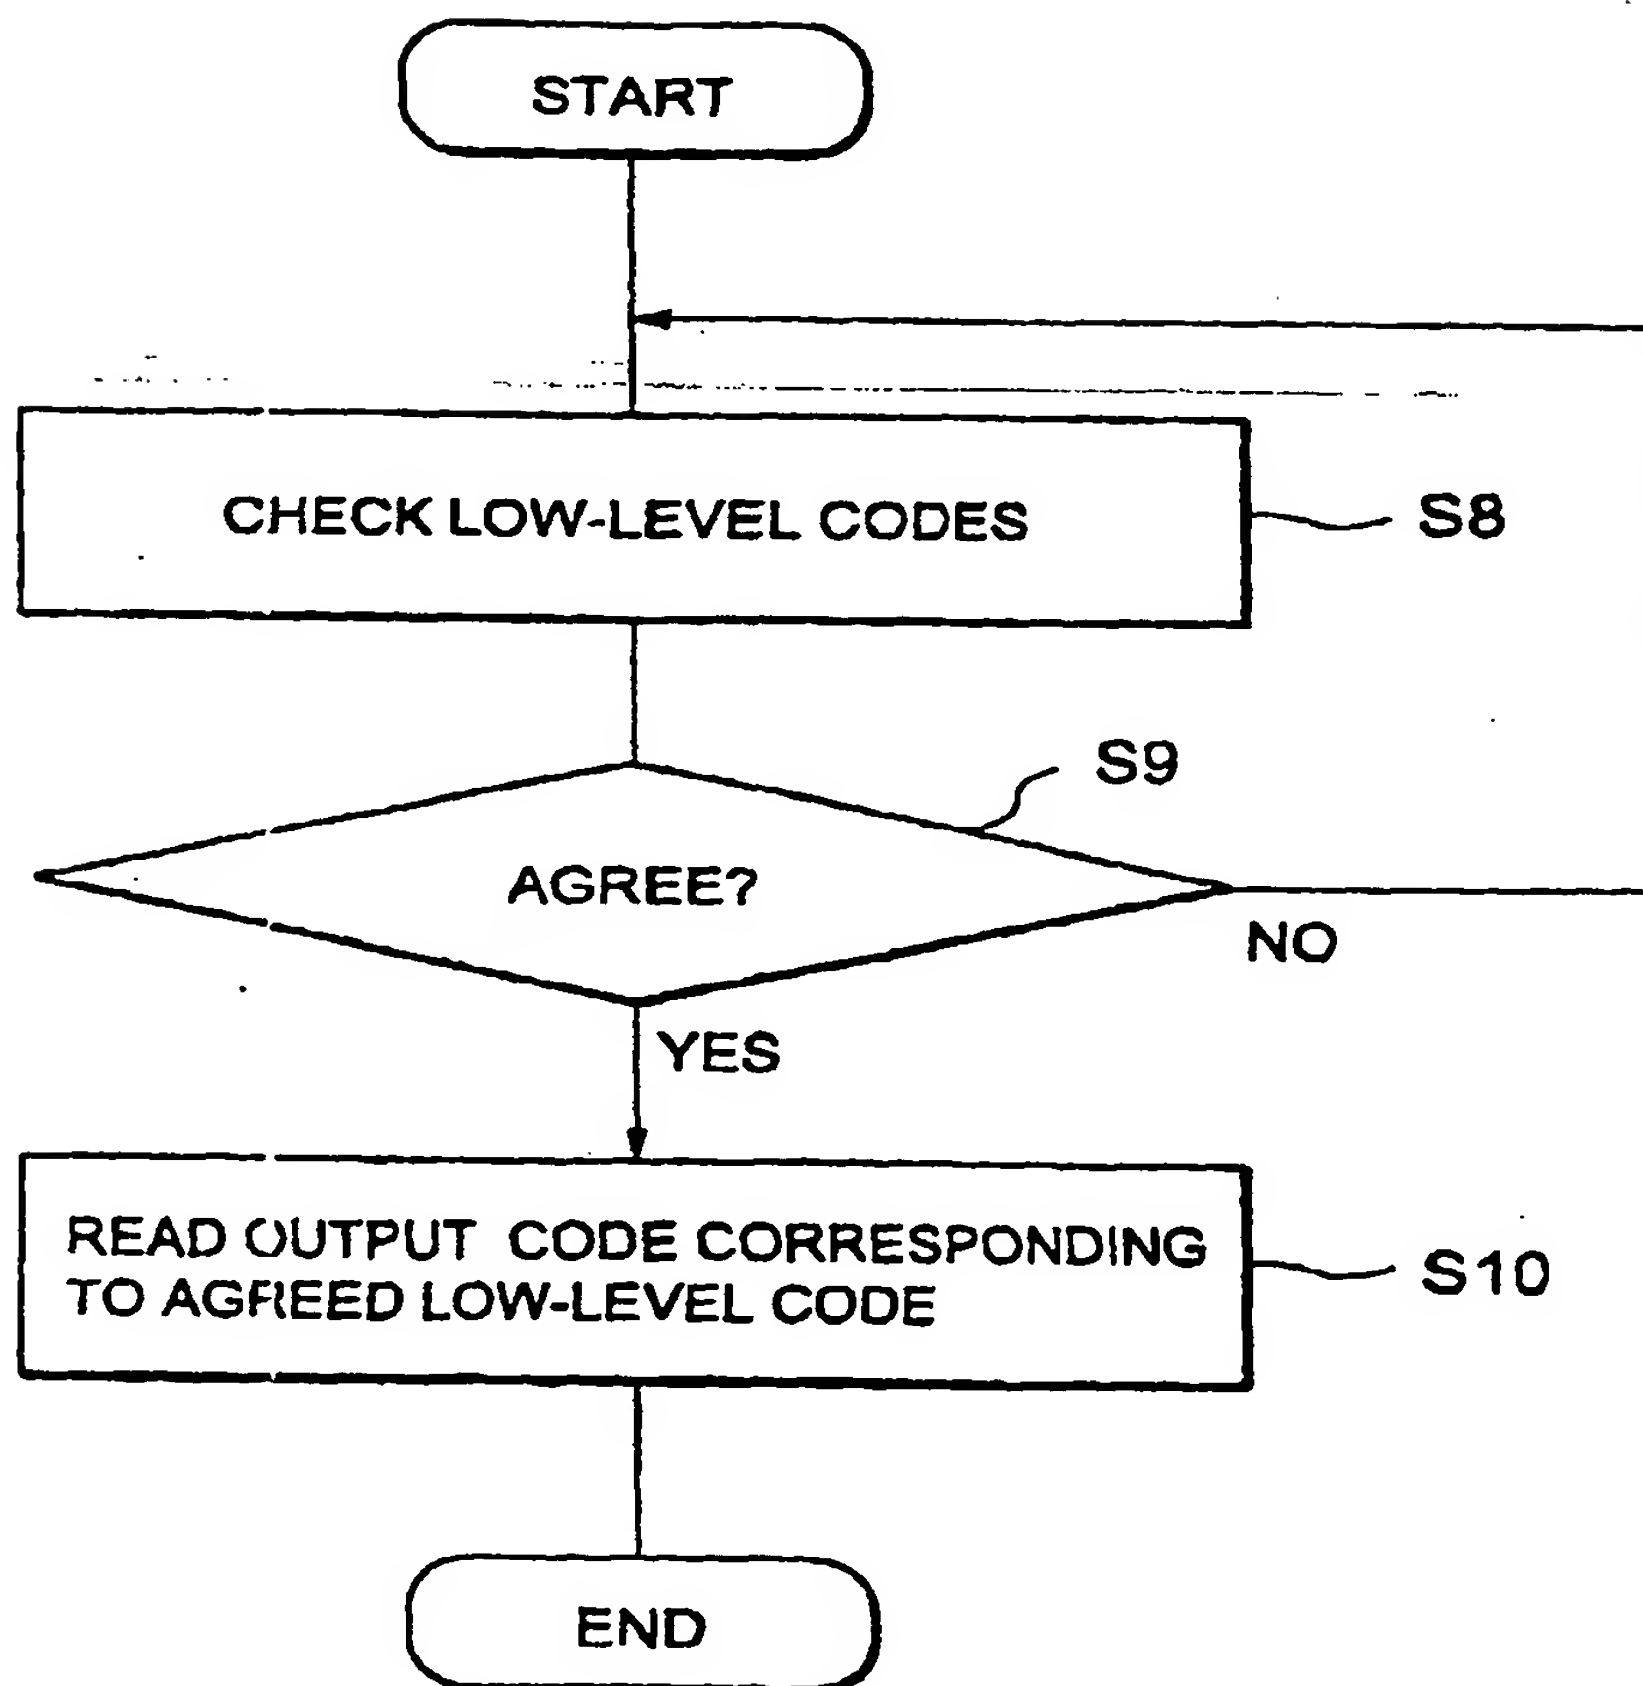 START
CHECK LOW-LEVEL CODES
S8
S9
AGREE?
NO
YES
READ OUTPUT CODE CORRESPONDING
TO AGREED LOW-LEVEL CODE
S10
END